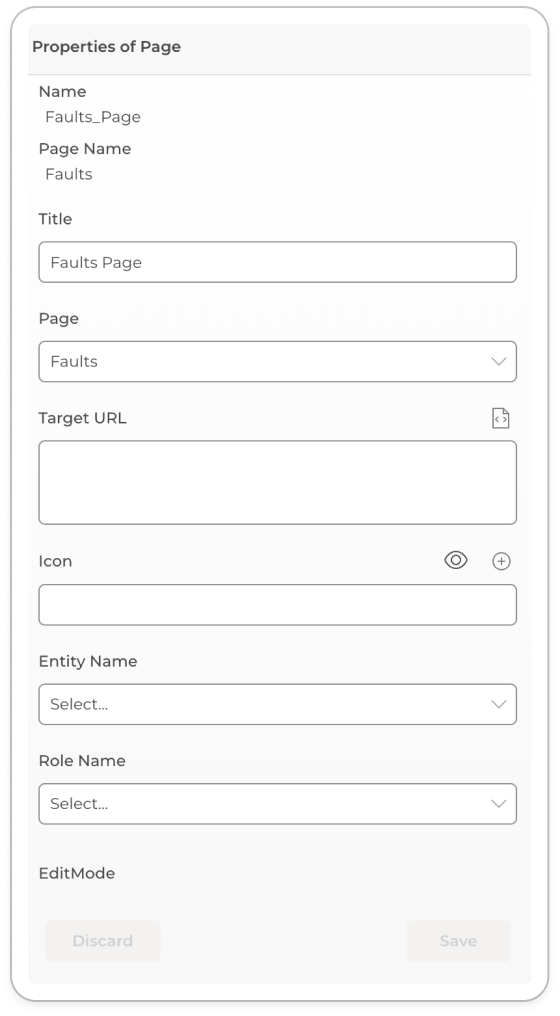 Properties of Page
Name
Faults_Page
Page Name
Faults
Title
Faults Page
Page
Faults
Target URL
Icon
Entity Name
Select...
Role Name
Select...
EditMode
Discard Save